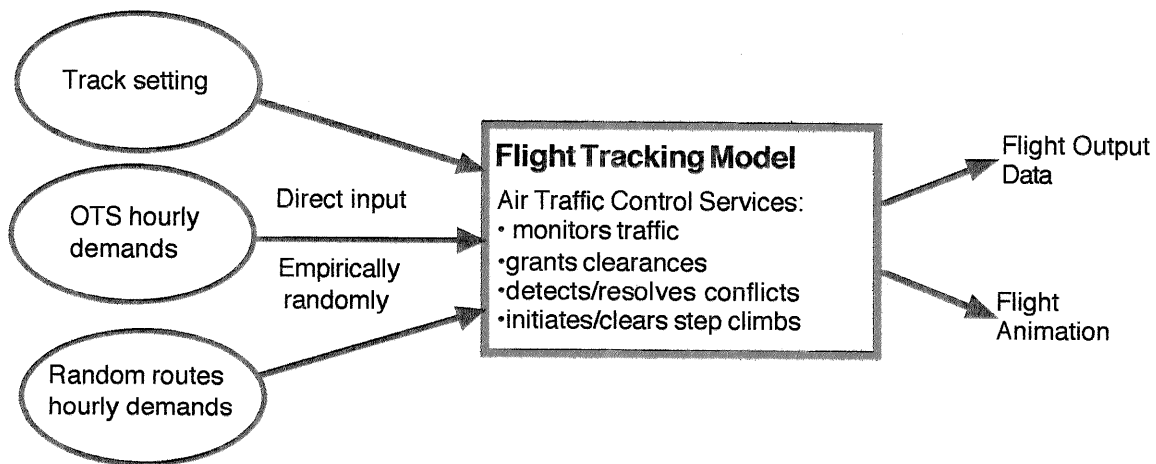 Track setting
OTS hourly
demands
Random routes
hourly demands
Direct input
Empirically
randomly
Flight Tracking Model
Air Traffic Control Services:
• monitors traffic
•grants clearances
•detects/resolves conflicts
•initiates/clears step climbs
Flight Output
Data
Flight
Animation